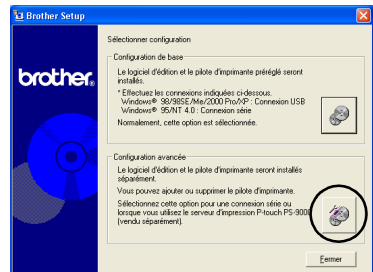 Brother Setup
brother®
Sélectionner configuration
Configuration de base
Le logiciel d'édition et le pilote d'imprimante préréglé seront
installés.
* Effectuez les connexions indiquées ci-dessous.
Windows® 98/98SE/Me/2000 Pro/XP : Connexion USB
Windows® 95/NT 4.0 : Connexion série
Normalement, cette option est sélectionnée.
Configuration avancée
Le logiciel d'édition et le pilote d'imprimante seront installés
séparément.
Vous pouvez ajouter ou supprimer le pilote d'imprimante.
Sélectionnez cette option pour une connexion série ou
lorsque vous utilisez le serveur d'impression P-touch PS-9000
(vendu séparément).
Fermer